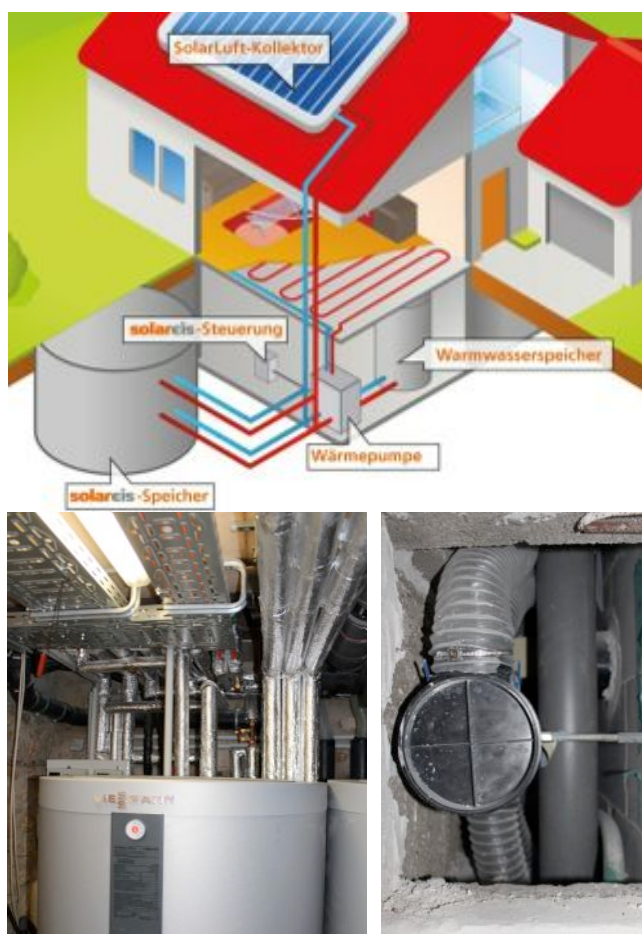 SolarLuft-Kollektor
solareis-Steuerung
Warmwasserspeicher
Wärmepumpe
solareis-Speicher